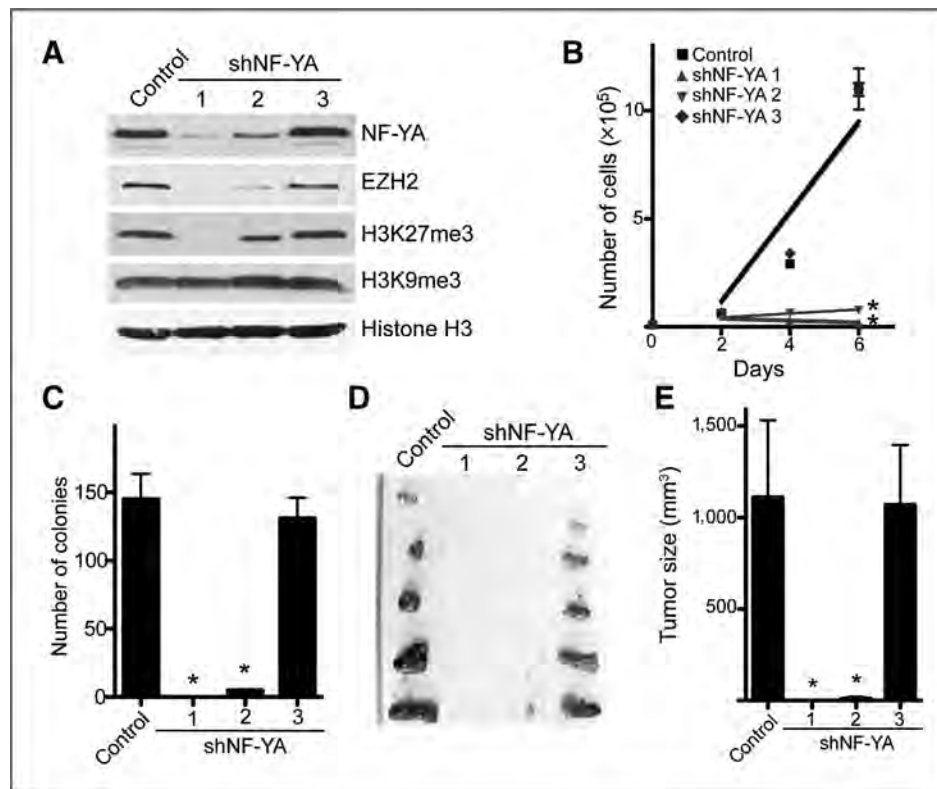 A
Control
shNF-YA
1 2 3
NF-YA
EZH2
H3K27me3
H3K9me3
Histone H3
B
Number of cells (×10⁵)
10
5
0 2 4 6
Days
Control
shNF-YA 1
shNF-YA 2
shNF-YA 3
*
*
C
Number of colonies
150
100
50
0
* *
Control
1 2 3
shNF-YA
D
Control
shNF-YA
1 2 3
E
Tumor size (mm³)
1,500
1,000
500
* *
Control
1 2 3
shNF-YA